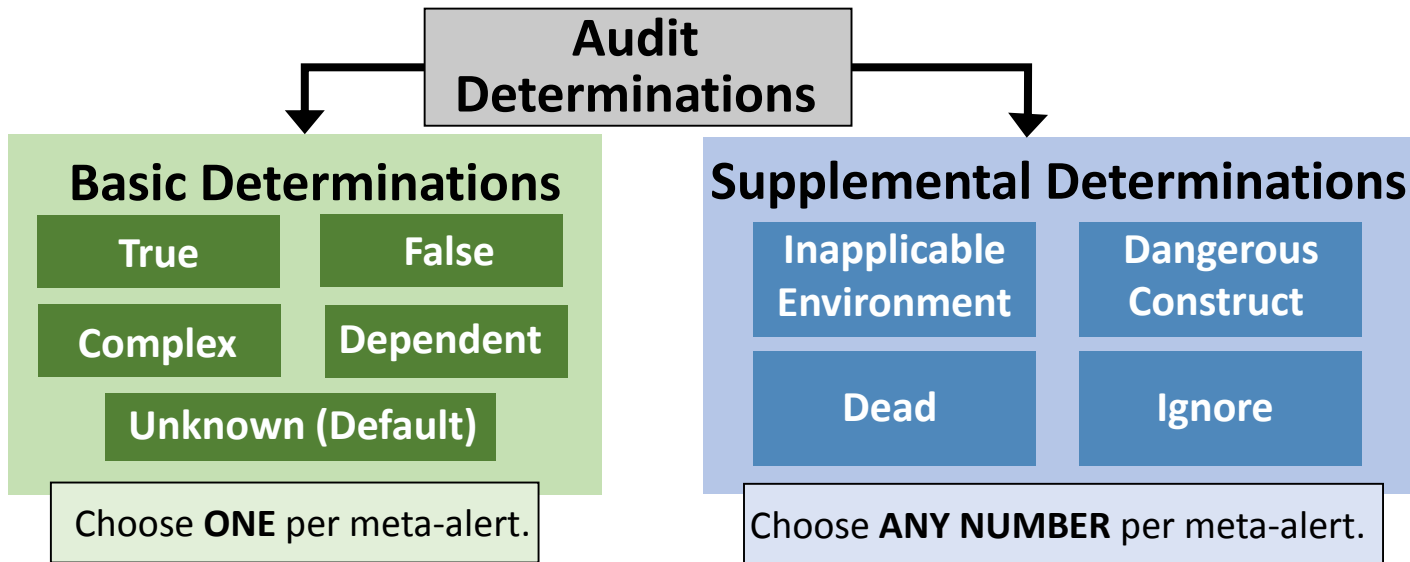 Audit
Determinations
Basic Determinations
True
False
Complex
Dependent
Unknown (Default)
Choose ONE per meta-alert.
Supplemental Determinations
Inapplicable
Environment
Dangerous
Construct
Dead
Ignore
Choose ANY NUMBER per meta-alert.